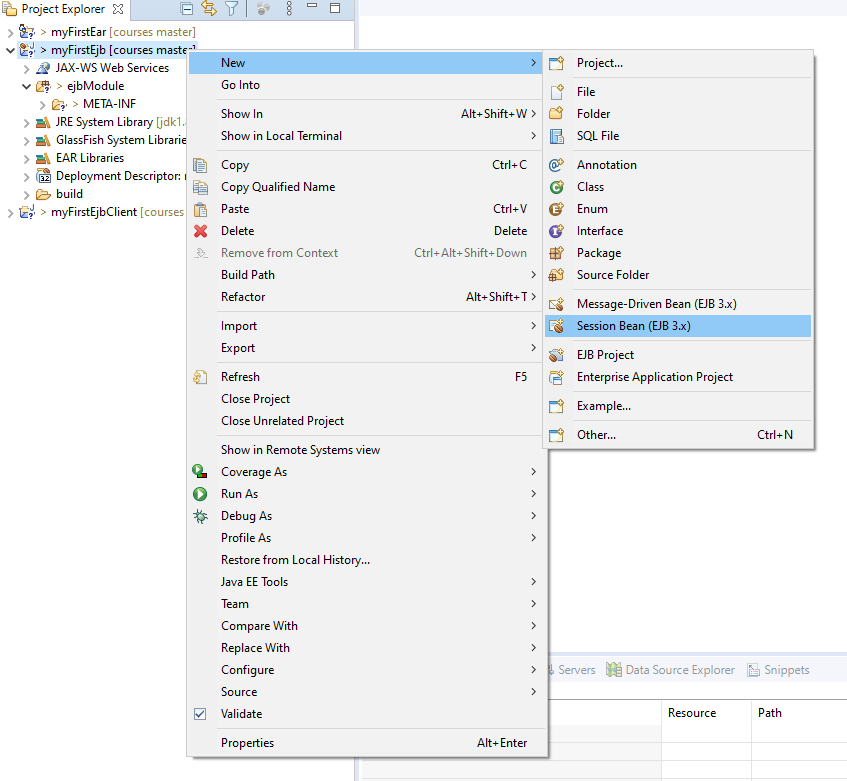 Project Explorer
> myFirstEar [courses master]
> myFirstEjb [courses master]
JAX-WS Web Services
> ejbModule
> META-INF
JRE System Library [jdk1.
GlassFish System Librarie
EAR Libraries
Deployment Descriptor:
build
> myFirstEjbClient [courses
New
Go Into
Show In Alt+Shift+W
Show in Local Terminal
Copy Ctrl+C
Copy Qualified Name
Paste Ctrl+V
Delete Delete
Remove from Context Ctrl+Alt+Shift+Down
Build Path
Refactor Alt+Shift+T
Import
Export
Refresh F5
Close Project
Close Unrelated Project
Show in Remote Systems view
Coverage As
Run As
Debug As
Profile As
Restore from Local History...
Java EE Tools
Team
Compare With
Replace With
Configure
Source
Validate
Properties Alt+Enter
Project...
File
Folder
SQL File
Annotation
Class
Enum
Interface
Package
Source Folder
Message-Driven Bean (EJB 3.x)
Session Bean (EJB 3.x)
EJB Project
Enterprise Application Project
Example...
Other... Ctrl+N
Servers Data Source Explorer Snippets
Resource Path